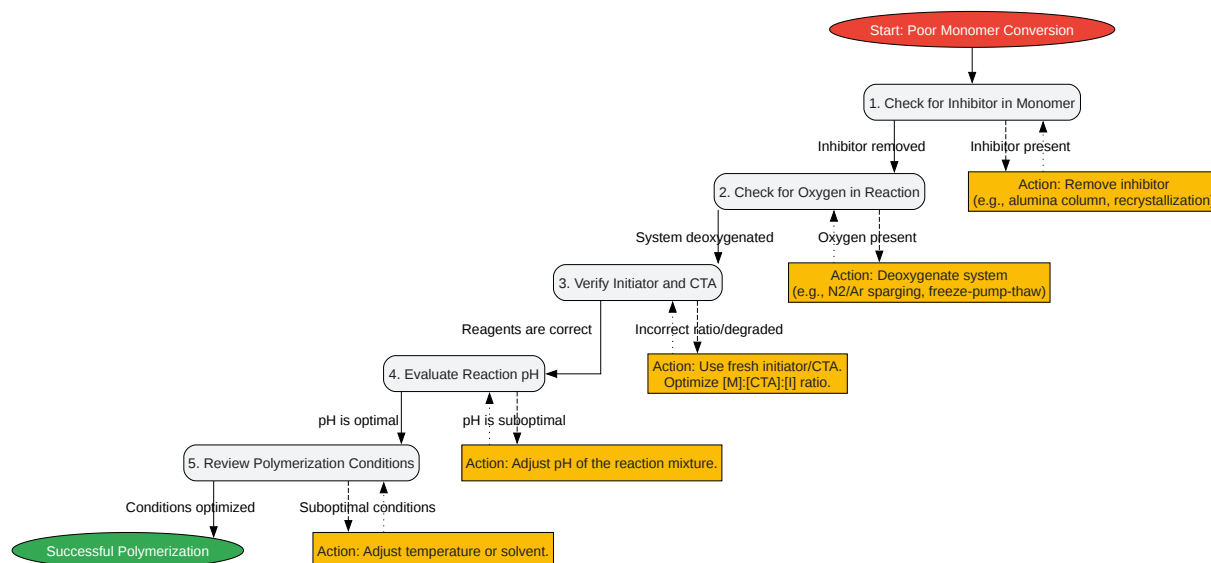 Start: Poor Monomer Conversion
1. Check for Inhibitor in Monomer
Inhibitor removed
Inhibitor present
Action: Remove inhibitor
(e.g., alumina column, recrystallization)
2. Check for Oxygen in Reaction
System deoxygenated
Oxygen present
Action: Deoxygenate system
(e.g., N2/Ar sparging, freeze-pump-thaw)
3. Verify Initiator and CTA
Reagents are correct
Incorrect ratio/degraded
Action: Use fresh initiator/CTA.
Optimize [M]:[CTA]:[I] ratio.
4. Evaluate Reaction pH
pH is optimal
pH is suboptimal
Action: Adjust pH of the reaction mixture.
5. Review Polymerization Conditions
Conditions optimized
Suboptimal conditions
Action: Adjust temperature or solvent.
Successful Polymerization